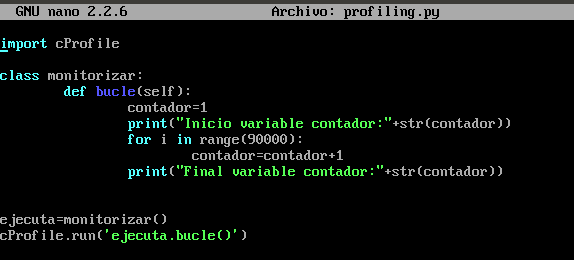 GNU nano 2.2.6 Archivo: profiling.py
import cProfile
class monitorizar:
def bucle(self):
contador=1
print("Inicio variable contador:"+str(contador))
for i in range(90000):
contador=contador+1
print("Final variable contador:"+str(contador))
ejecuta=monitorizar()
cProfile.run('ejecuta.bucle()')